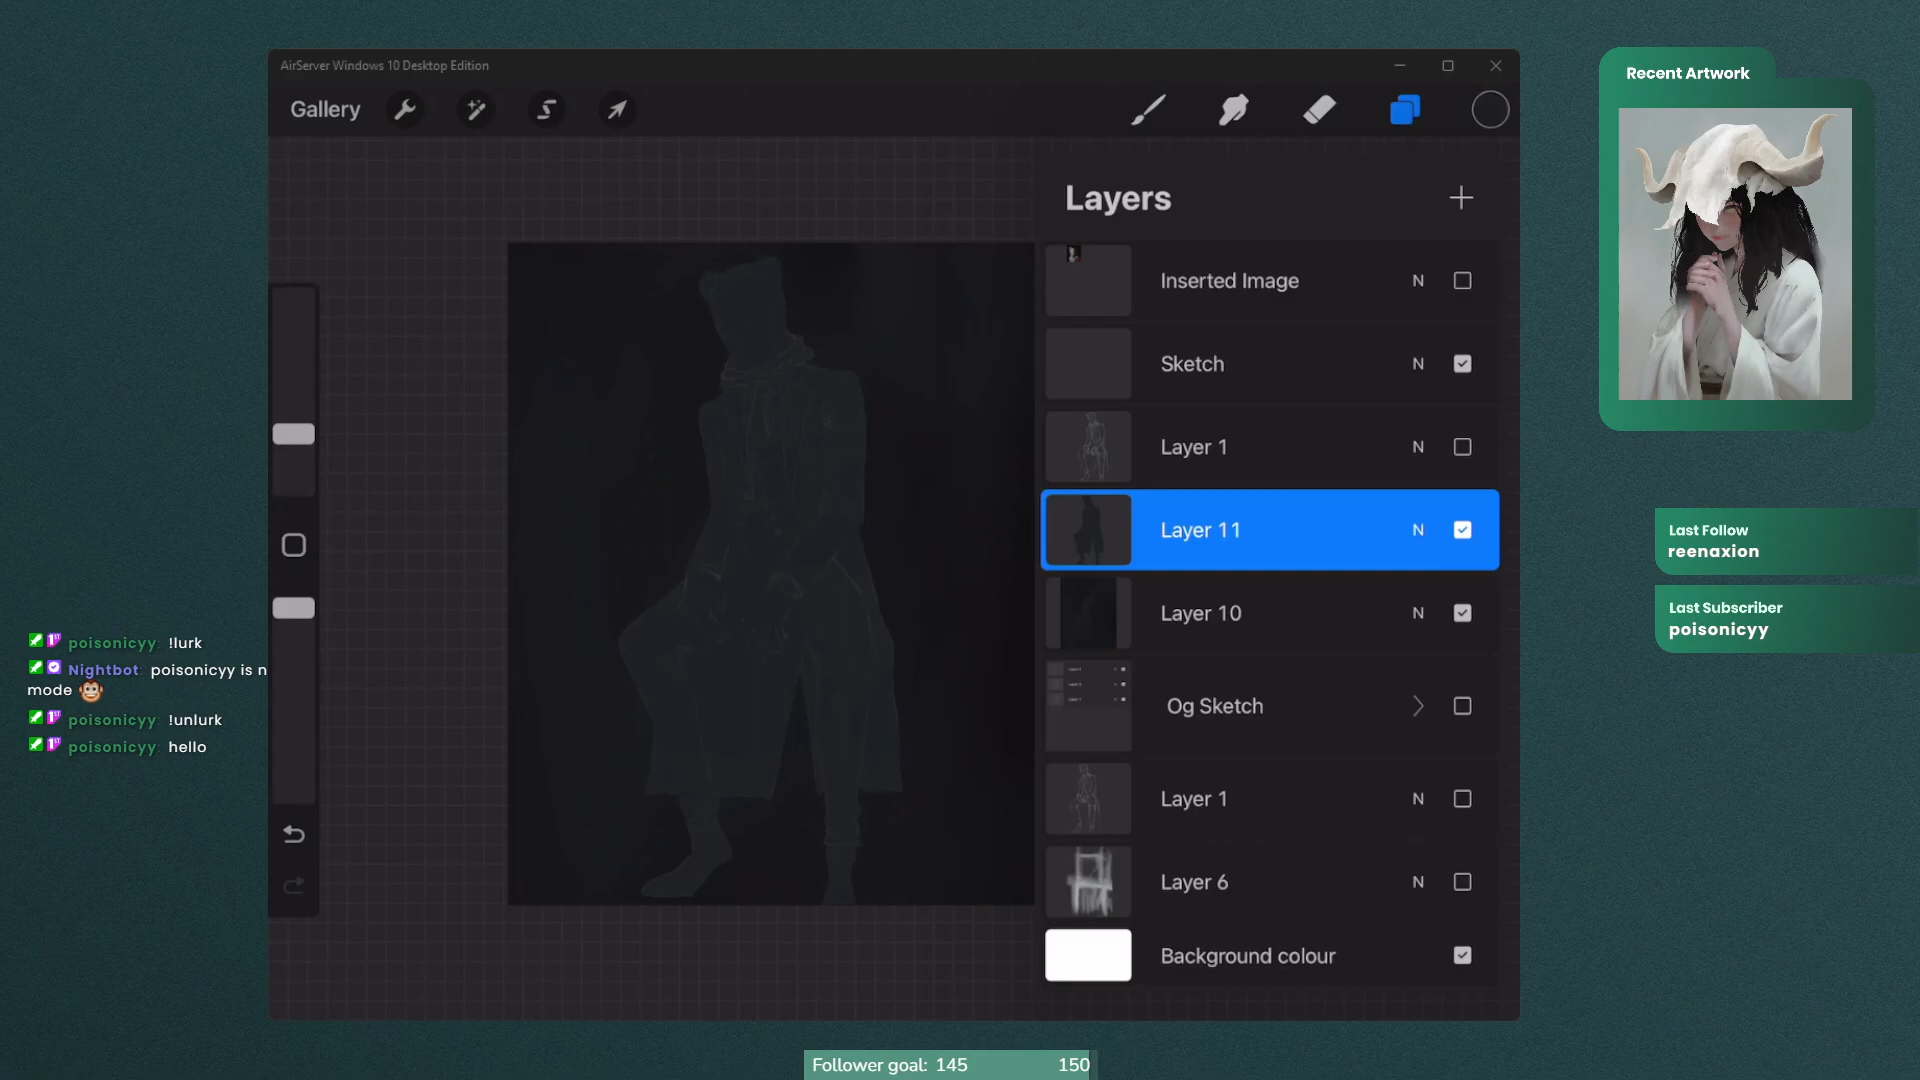 AirServer Windows 10 Desktop Edition
Gallery
Layers
Inserted Image N
Sketch N
Layer 1 N
Layer 11 N
Layer 10 N
Og Sketch
Layer 1 N
Layer 6 N
Background colour
poisonicyy: !lurk
Nightbot: poisonicyy is n
mode
poisonicyy: !unlurk
poisonicyy: hello
Recent Artwork
Last Follow
reenaxion
Last Subscriber
poisonicyy
Follower goal: 145 150